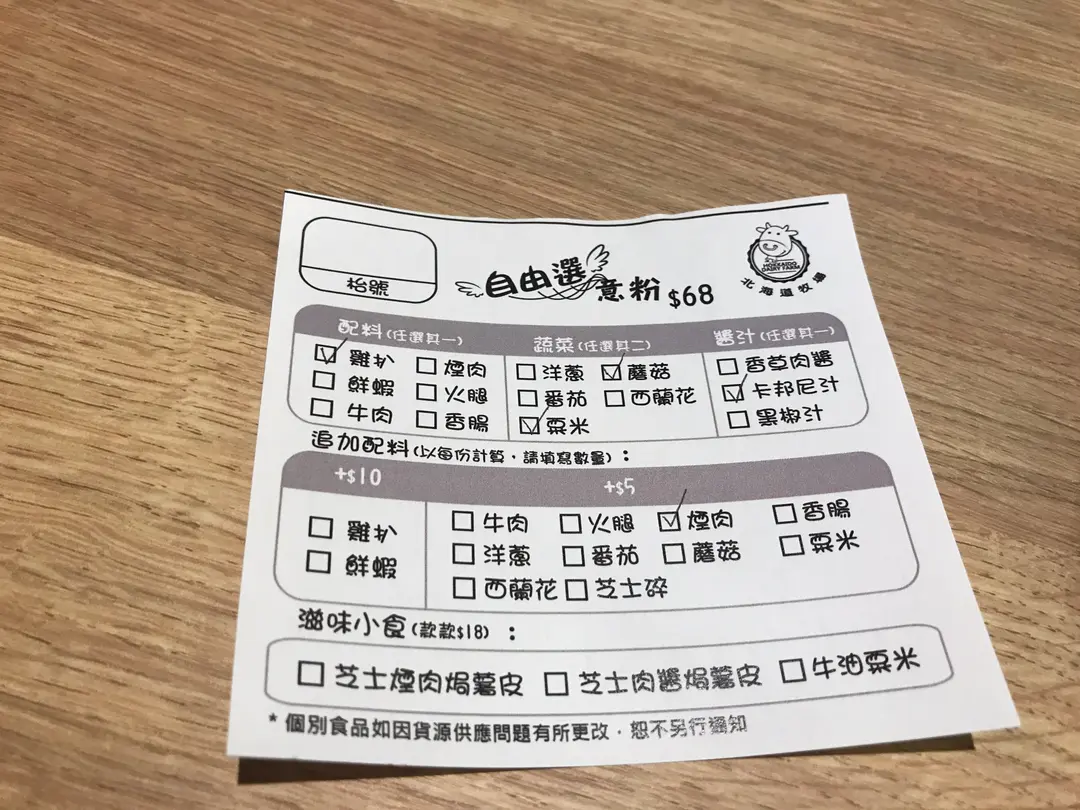 自由選意粉 $68
HOKKAIDO DAIRY FARM
北海道牧場
枱號
配料(任選其一) 蔬菜(任選其二) 醬汁(任選其一)
雞扒 煙肉 洋蔥 蘑菇 香草肉醬
鮮蝦 火腿 番茄 西蘭花 卡邦尼汁
牛肉 香腸 粟米 黑椒汁
追加配料(以每份計算，請填寫數量)：
+$10 +$5
雞扒 牛肉 火腿 煙肉 香腸
鮮蝦 洋蔥 番茄 蘑菇 粟米
西蘭花 芝士碎
滋味小食(款款$18)：
芝士煙肉焗薯皮 芝士肉醬焗薯皮 牛油粟米
* 個別食品如因貨源供應問題有所更改，恕不另行通知